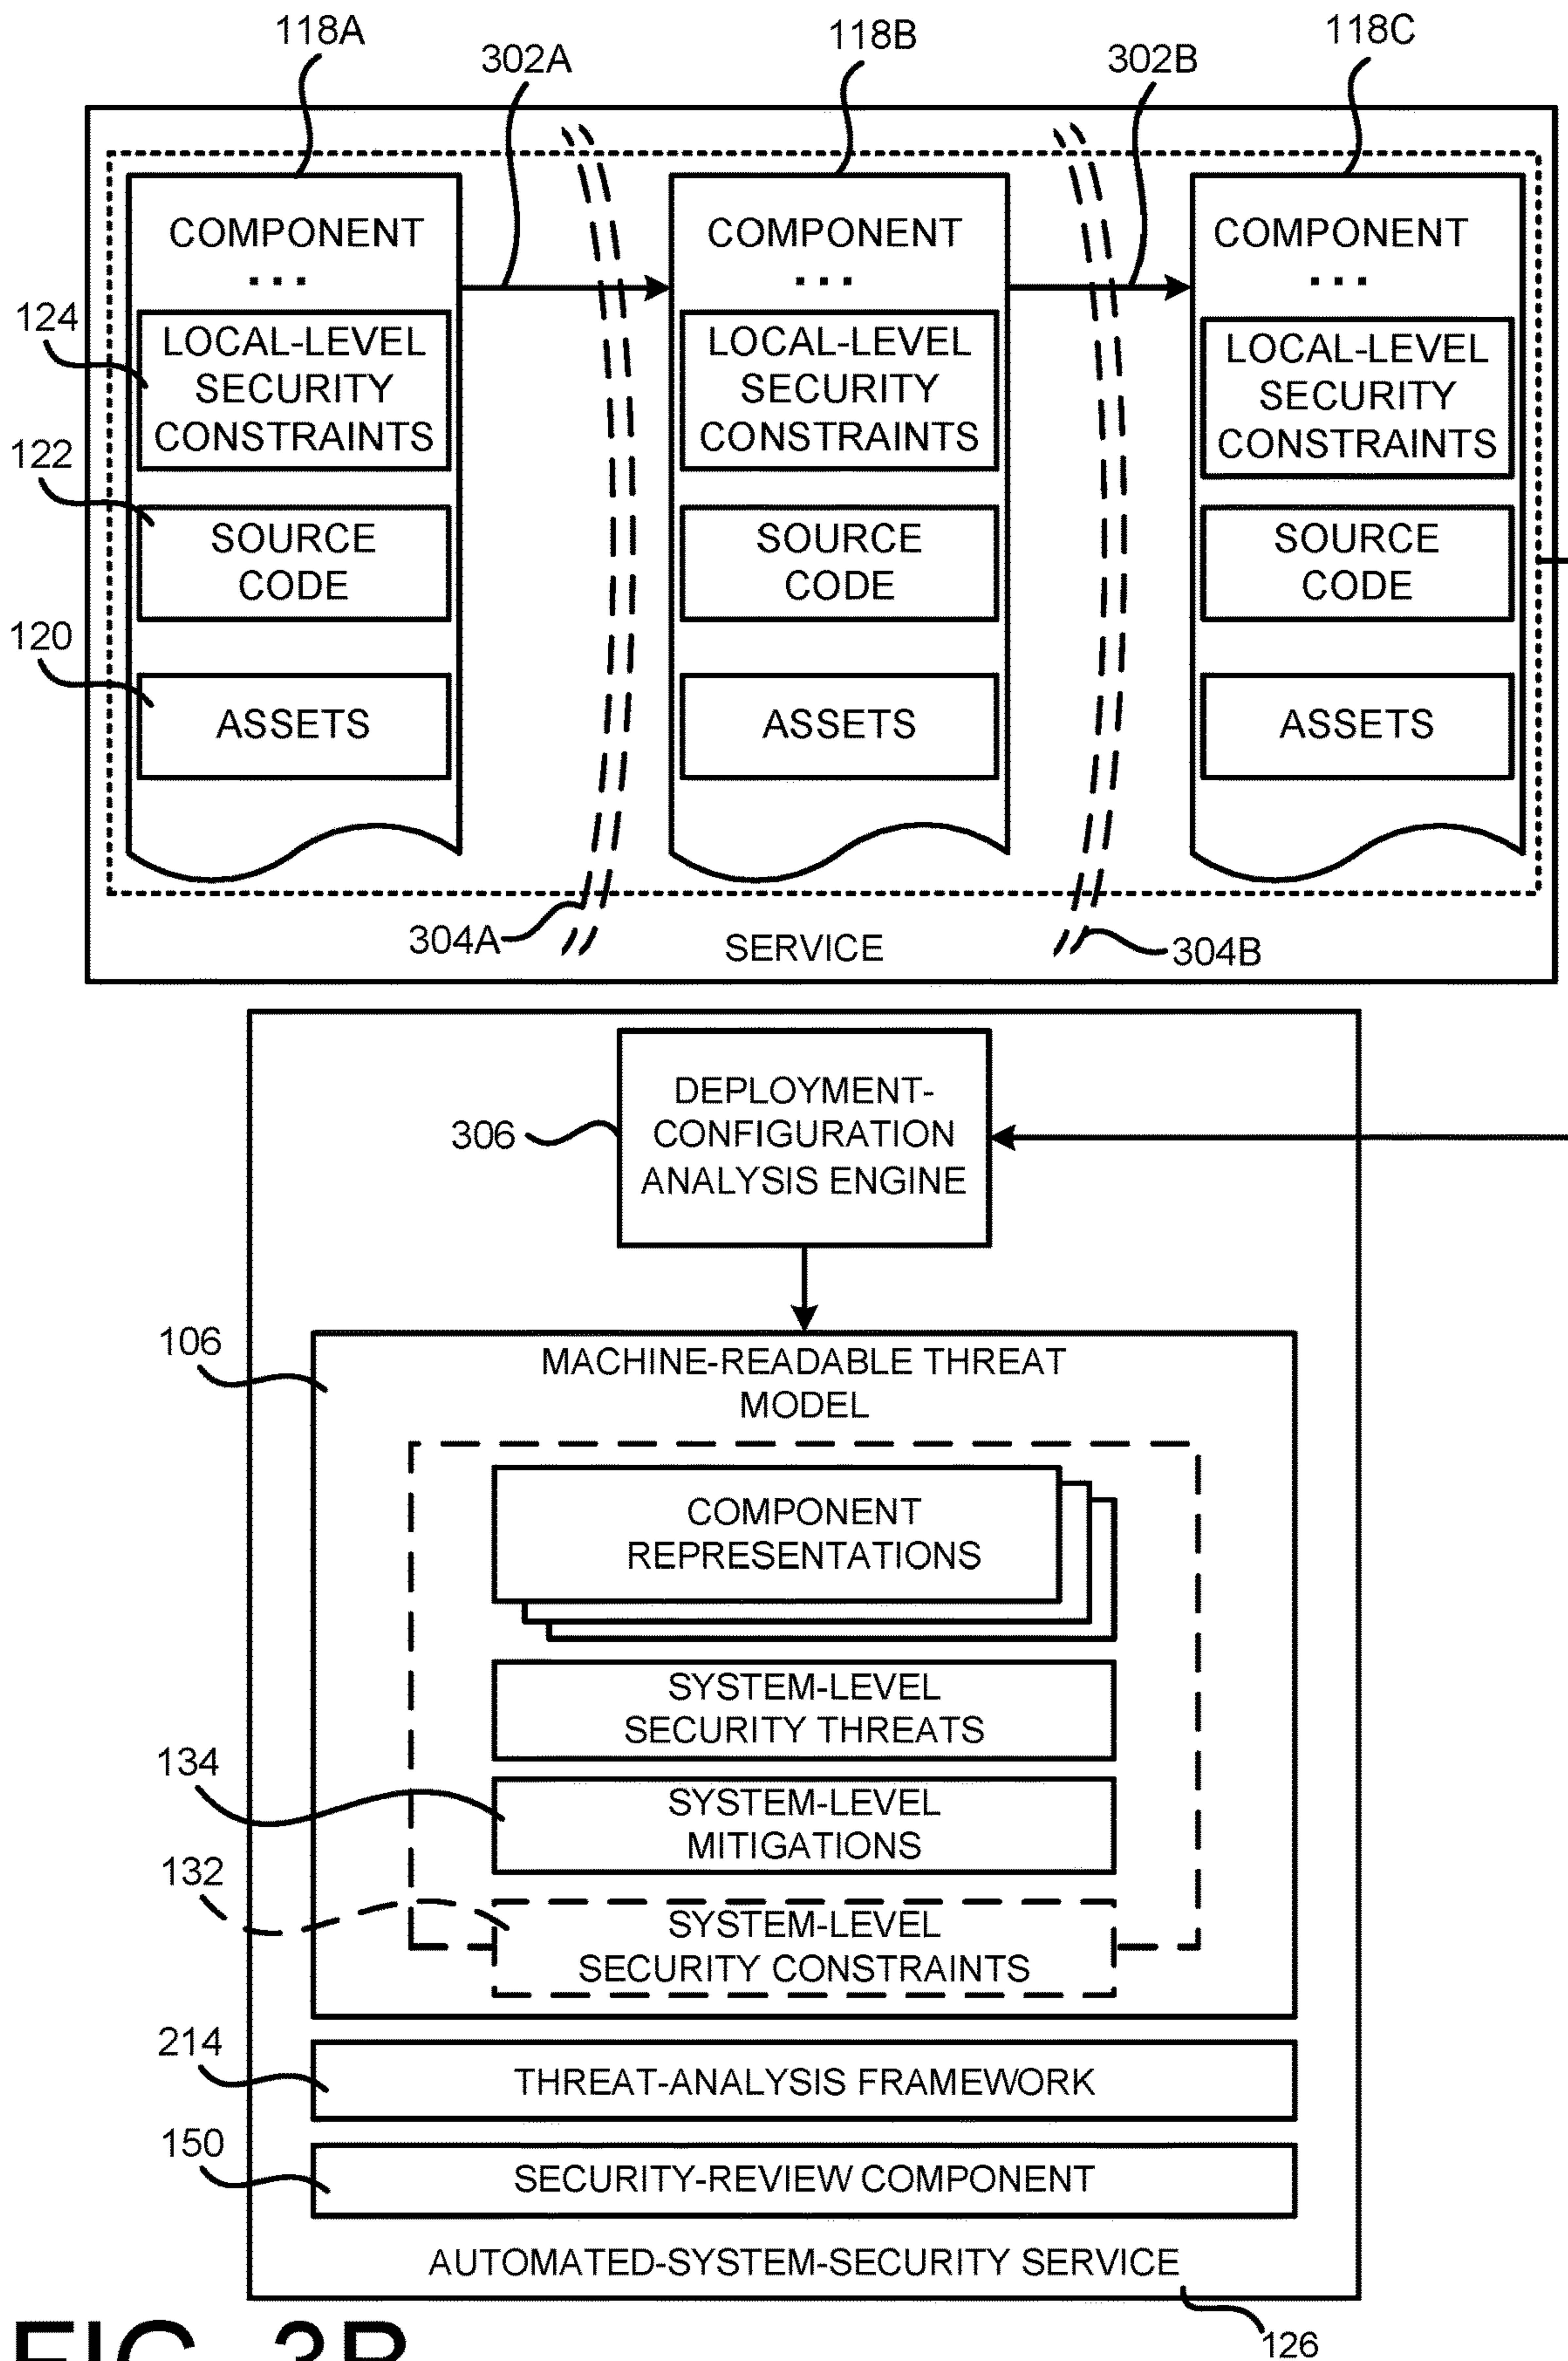 118A
302A
118B
302B
118C
COMPONENT
...
LOCAL-LEVEL
SECURITY
CONSTRAINTS
SOURCE
CODE
ASSETS
124
122
120
COMPONENT
...
LOCAL-LEVEL
SECURITY
CONSTRAINTS
SOURCE
CODE
ASSETS
COMPONENT
...
LOCAL-LEVEL
SECURITY
CONSTRAINTS
SOURCE
CODE
ASSETS
304A
SERVICE
304B
DEPLOYMENT-
CONFIGURATION
ANALYSIS ENGINE
306
106
MACHINE-READABLE THREAT
MODEL
COMPONENT
REPRESENTATIONS
SYSTEM-LEVEL
SECURITY THREATS
134
SYSTEM-LEVEL
MITIGATIONS
132
SYSTEM-LEVEL
SECURITY CONSTRAINTS
214
THREAT-ANALYSIS FRAMEWORK
150
SECURITY-REVIEW COMPONENT
AUTOMATED-SYSTEM-SECURITY SERVICE
126
FIG. 3B